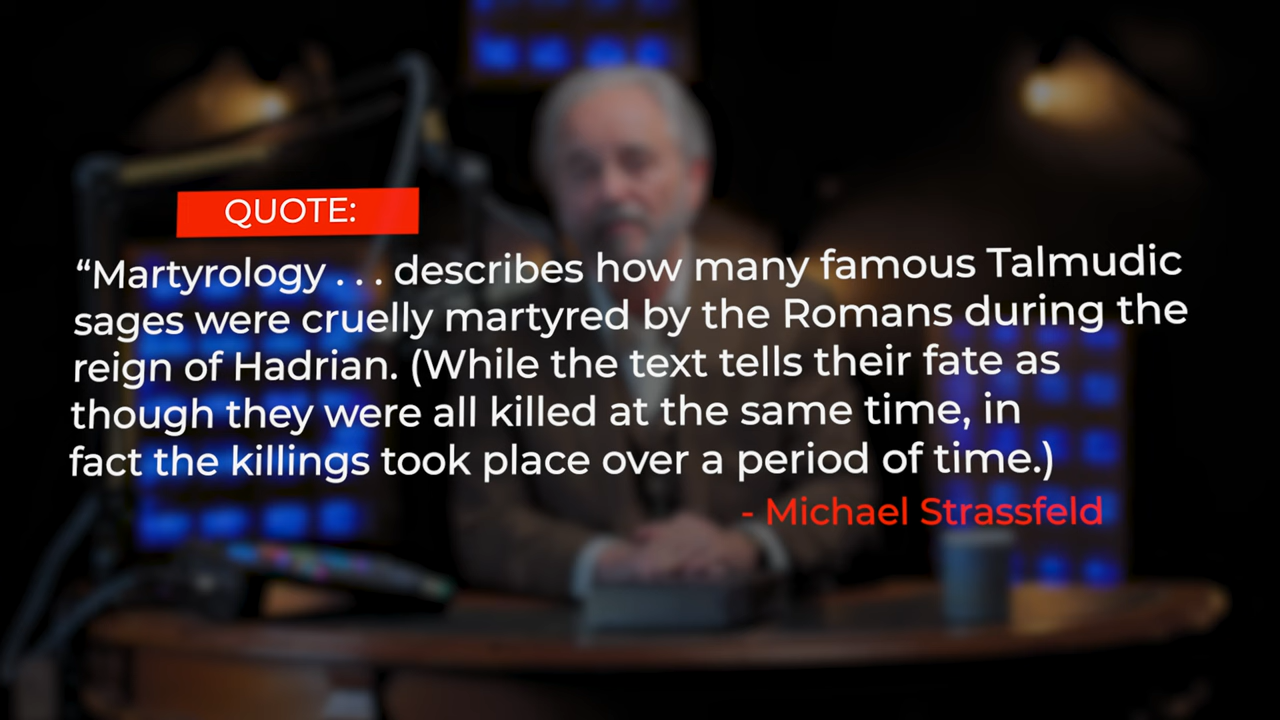 QUOTE:
“Martyrology . . . describes how many famous Talmudic
sages were cruelly martyred by the Romans during the
reign of Hadrian. (While the text tells their fate as
though they were all killed at the same time, in
fact the killings took place over a period of time.)
- Michael Strassfeld